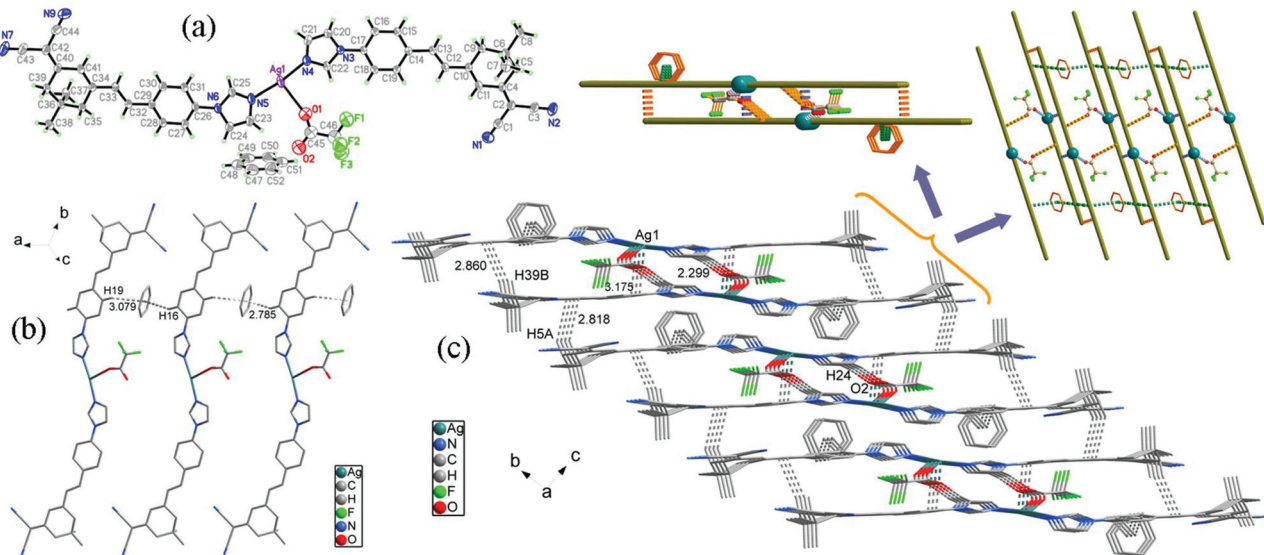 (a)
N9
C44
N7
C42
C43
C40
C39
C41
C37
C34
C36
C33
C38
C35
C32
C30
C31
C29
C28
C27
C26
N6
C25
N5
C24
C23
Ag1
N4
C21
C20
N3
C22
C17
C16
C15
C18
C19
C14
C13
C12
C10
C9
C11
C6
C8
C7
C5
C4
C2
C1
C3
N1
N2
O1
O2
C45
C46
F1
F2
F3
C50
C49
C51
C48
C47
C52
b
a
c
(b)
H19
3.079
H16
2.785
Ag
C
H
F
N
O
(c)
Ag1
2.860
H39B
2.299
3.175
2.818
H5A
H24
O2
Ag
N
C
H
F
O
b
c
a